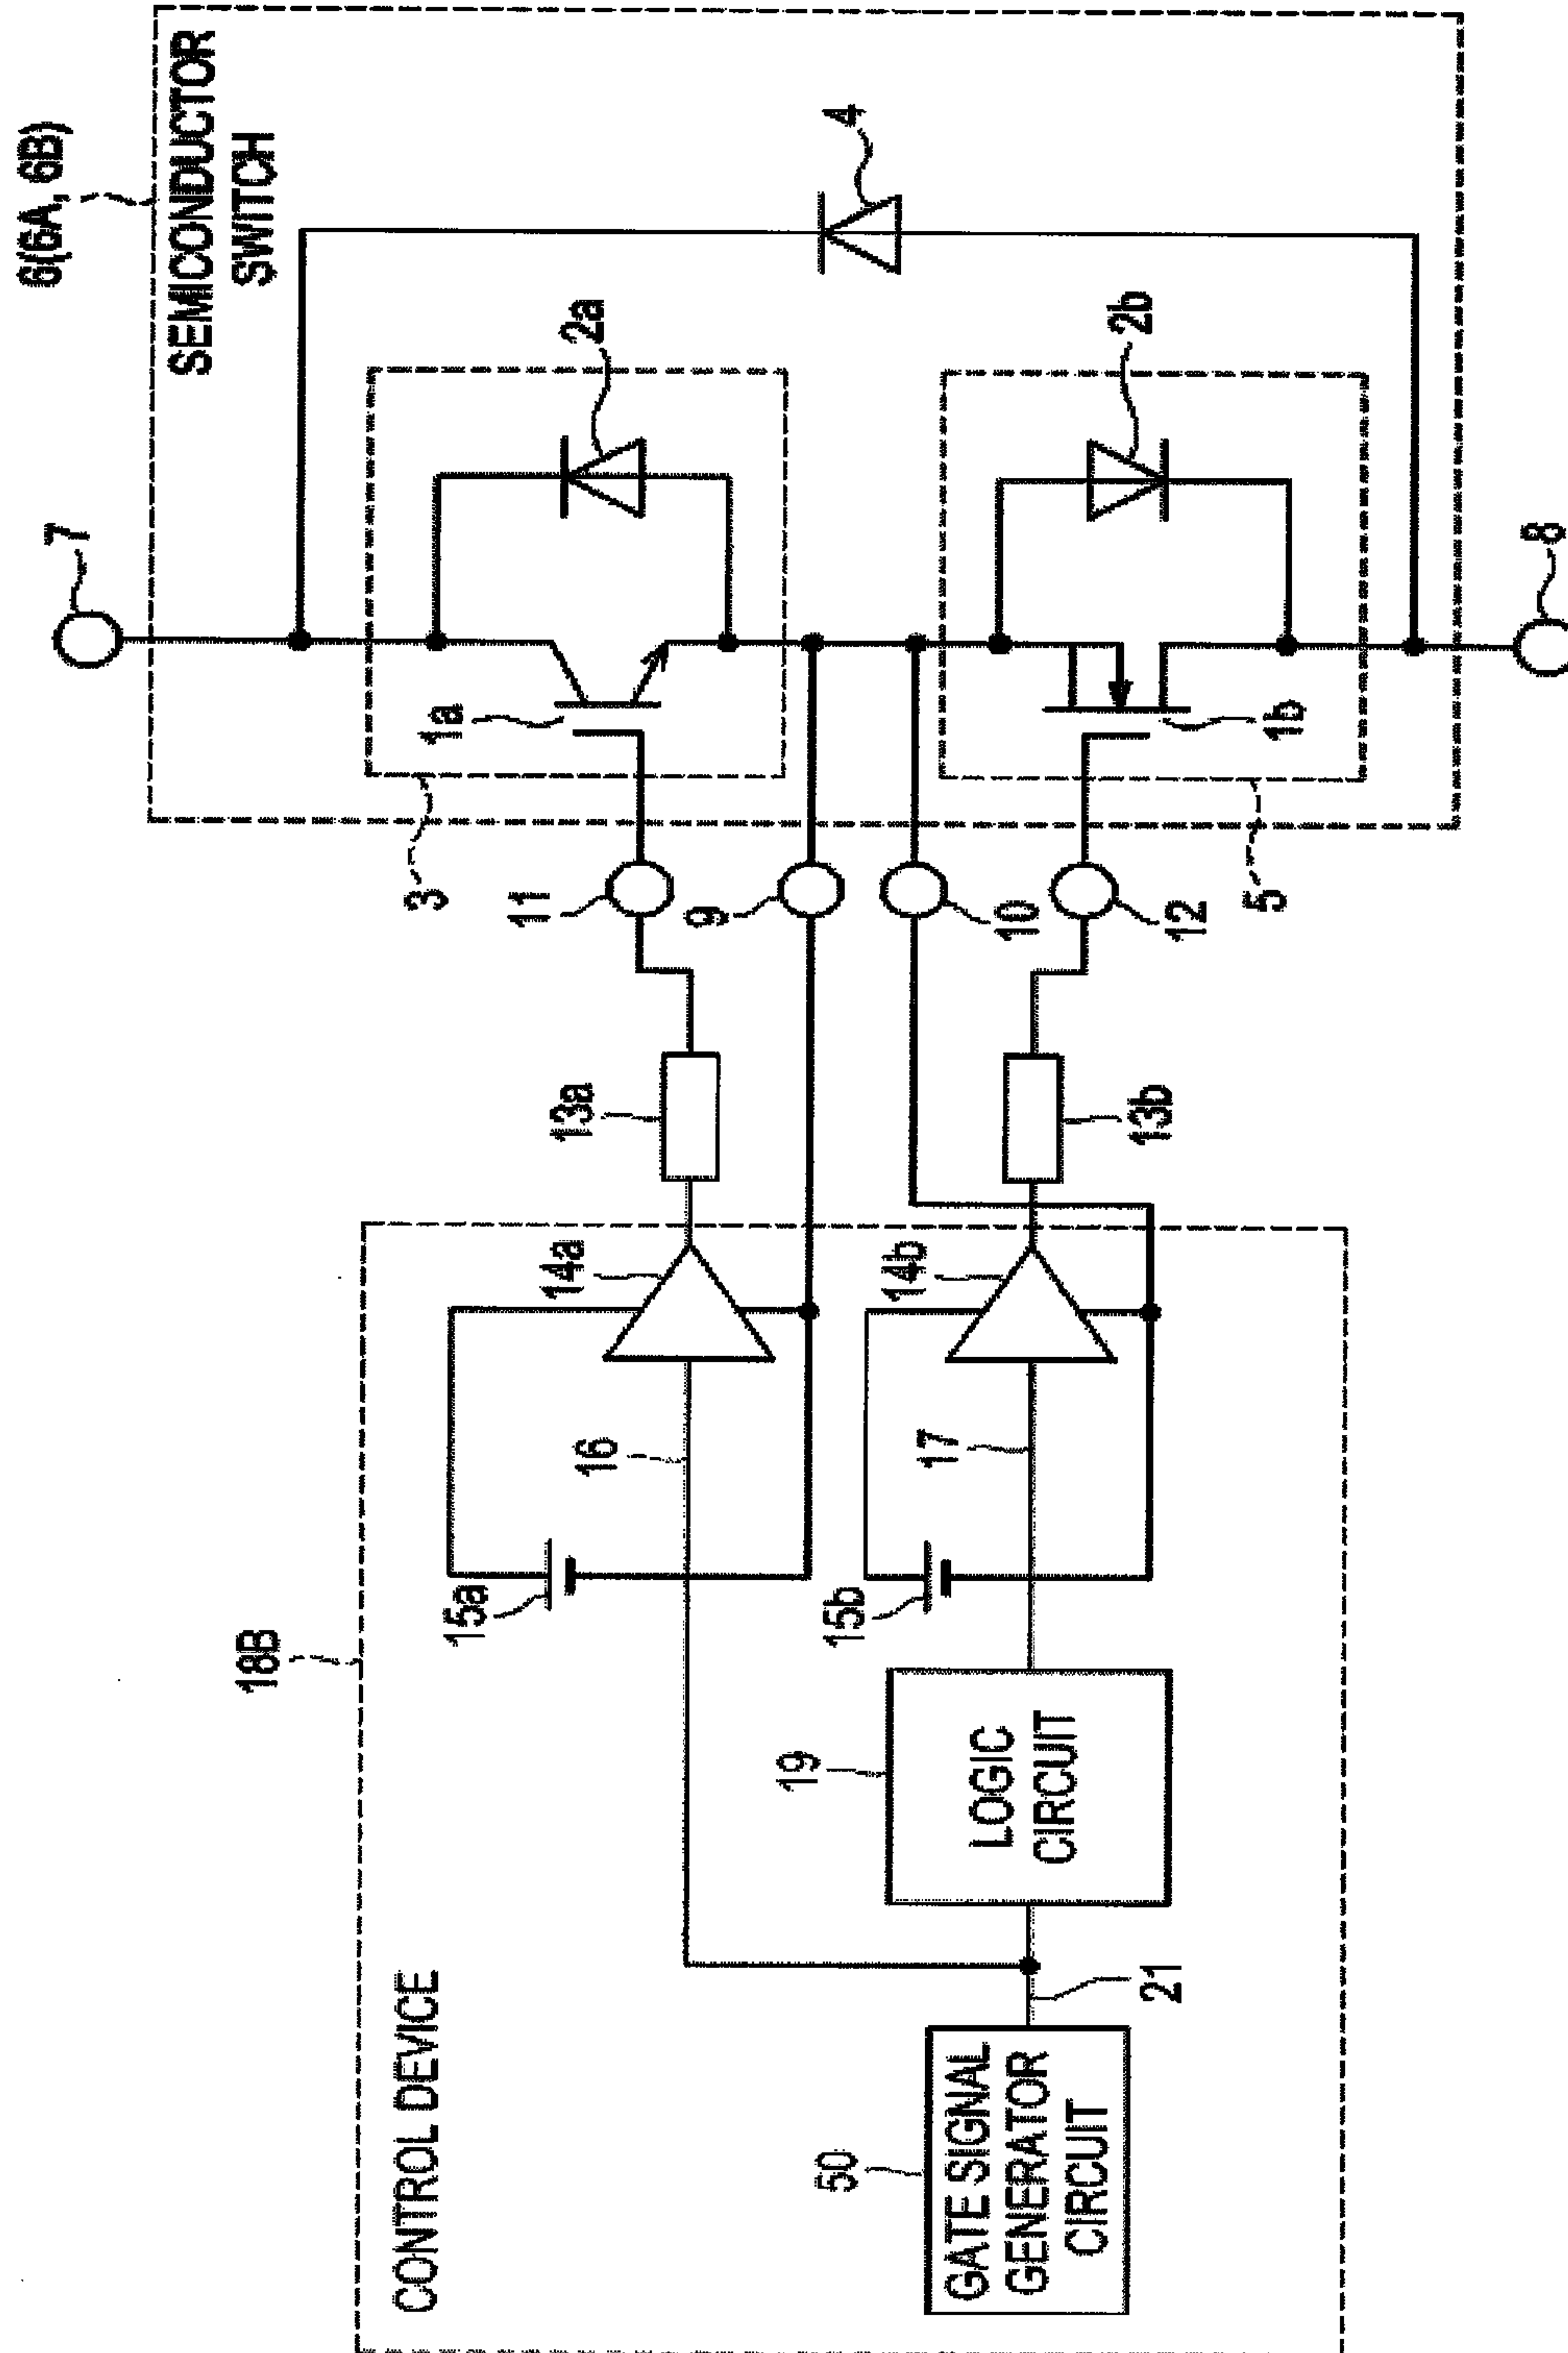 6(6A, 6B)
SEMICONDUCTOR
SWITCH
7
4
2a
1a
3
11
9
10
12
2b
1b
5
8
13a
13b
18B
CONTROL DEVICE
14a
14b
15a
15b
16
17
19
LOGIC
CIRCUIT
21
50
GATE SIGNAL
GENERATOR
CIRCUIT